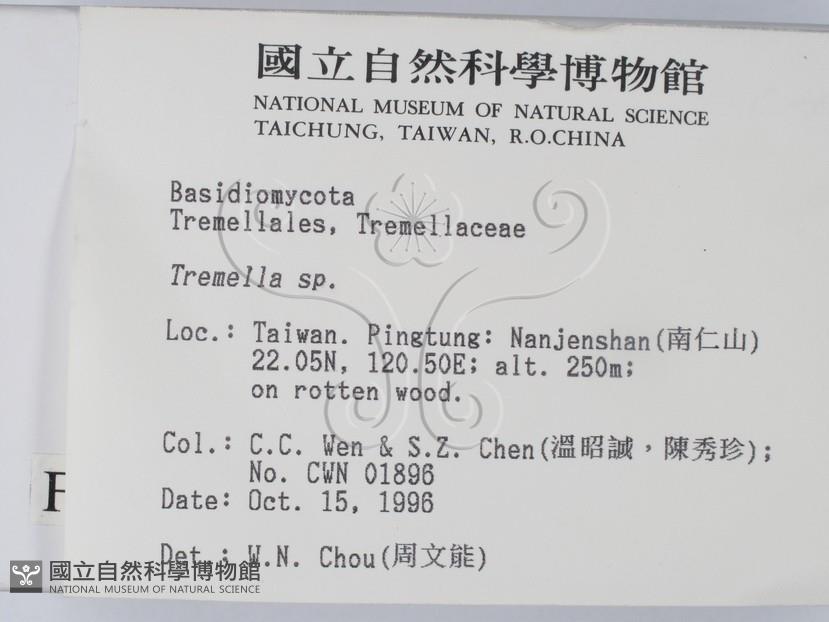 國立自然科學博物館
NATIONAL MUSEUM OF NATURAL SCIENCE
TAICHUNG, TAIWAN, R.O.CHINA
Basidiomycota
Tremellales, Tremellaceae
Tremella sp.
Loc.: Taiwan. Pingtung: Nanjenshan(南仁山)
22.05N, 120.50E; alt. 250m;
on rotten wood.
Col.: C.C. Wen & S.Z. Chen(溫昭誠,陳秀珍);
No. CWN 01896
Date: Oct. 15, 1996
Det.: W.N. Chou(周文能)
國立自然科學博物館
NATIONAL MUSEUM OF NATURAL SCIENCE